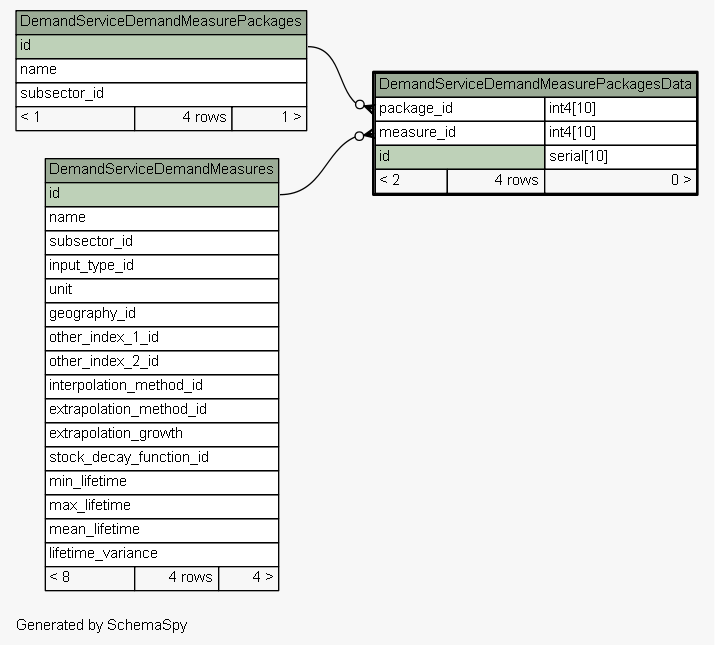 DemandServiceDemandMeasurePackages
id
name
subsector_id
< 1 4 rows 1 >
DemandServiceDemandMeasurePackagesData
package_id int4[10]
measure_id int4[10]
id serial[10]
< 2 4 rows 0 >
DemandServiceDemandMeasures
id
name
subsector_id
input_type_id
unit
geography_id
other_index_1_id
other_index_2_id
interpolation_method_id
extrapolation_method_id
extrapolation_growth
stock_decay_function_id
min_lifetime
max_lifetime
mean_lifetime
lifetime_variance
< 8 4 rows 4 >
Generated by SchemaSpy